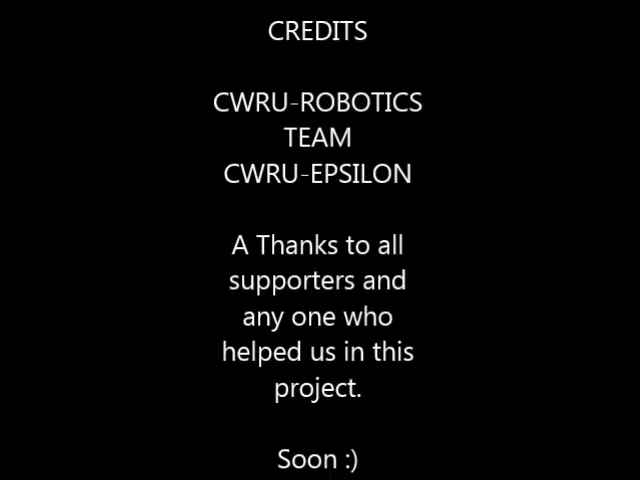 CREDITS
CWRU-ROBOTICS
TEAM
CWRU-EPSILON
A Thanks to all
supporters and
any one who
helped us in this
project.
Soon :)